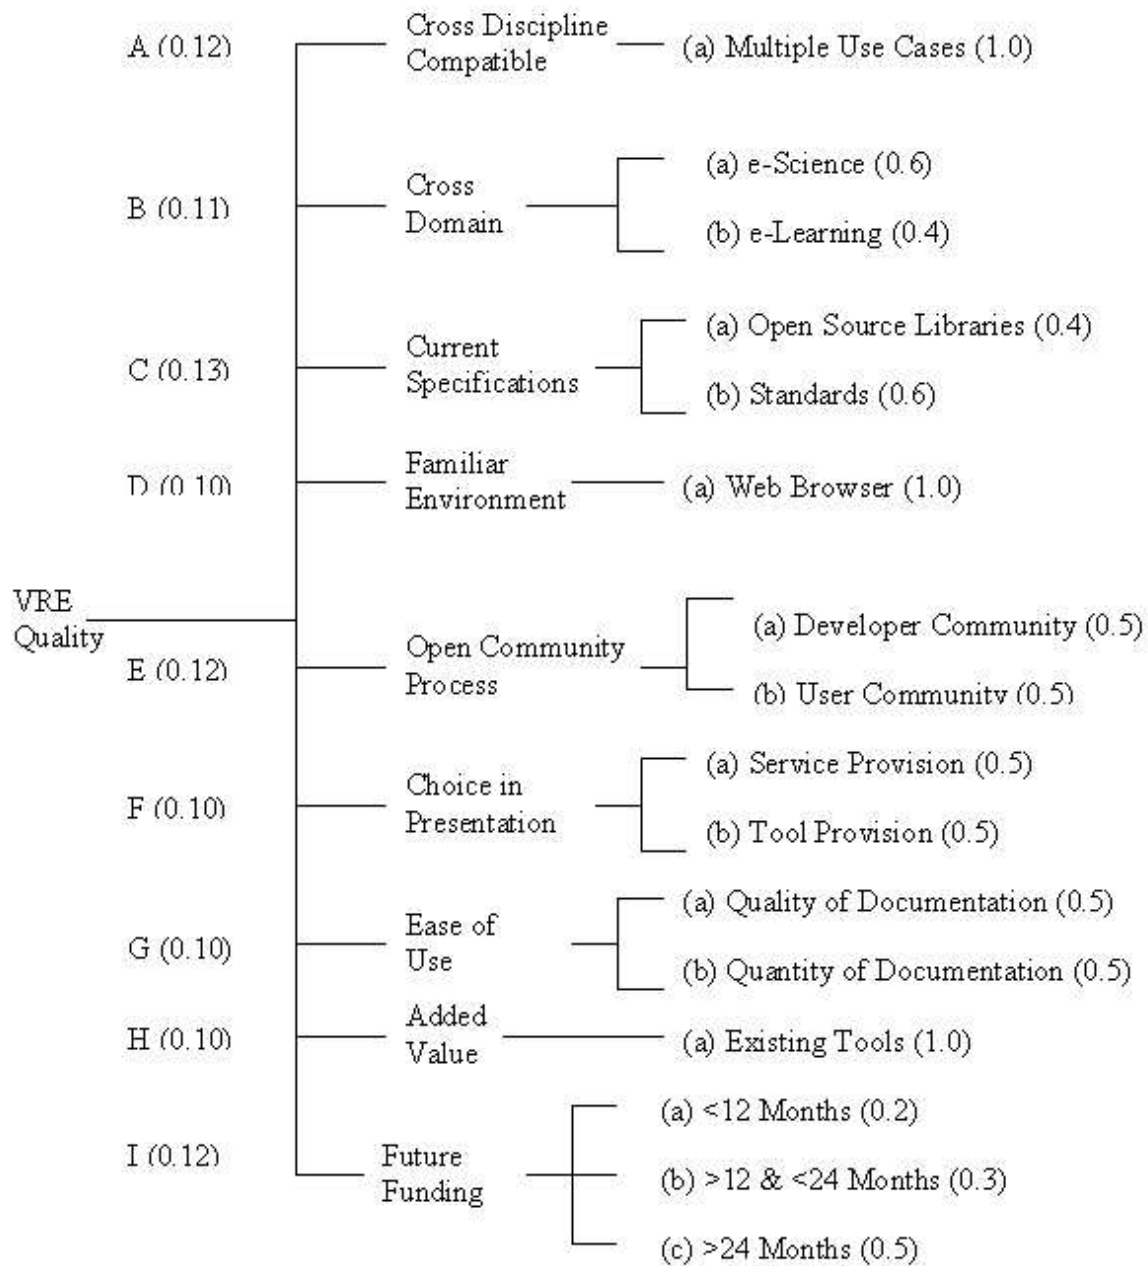 A (0.12)
Cross Discipline
Compatible
(a) Multiple Use Cases (1.0)
B (0.11)
Cross
Domain
(a) e-Science (0.6)
(b) e-Learning (0.4)
C (0.13)
Current
Specifications
(a) Open Source Libraries (0.4)
(b) Standards (0.6)
D (0.10)
Familiar
Environment
(a) Web Browser (1.0)
VRE
Quality
E (0.12)
Open Community
Process
(a) Developer Community (0.5)
(b) User Community (0.5)
F (0.10)
Choice in
Presentation
(a) Service Provision (0.5)
(b) Tool Provision (0.5)
G (0.10)
Ease of
Use
(a) Quality of Documentation (0.5)
(b) Quantity of Documentation (0.5)
H (0.10)
Added
Value
(a) Existing Tools (1.0)
I (0.12)
Future
Funding
(a) <12 Months (0.2)
(b) >12 & <24 Months (0.3)
(c) >24 Months (0.5)